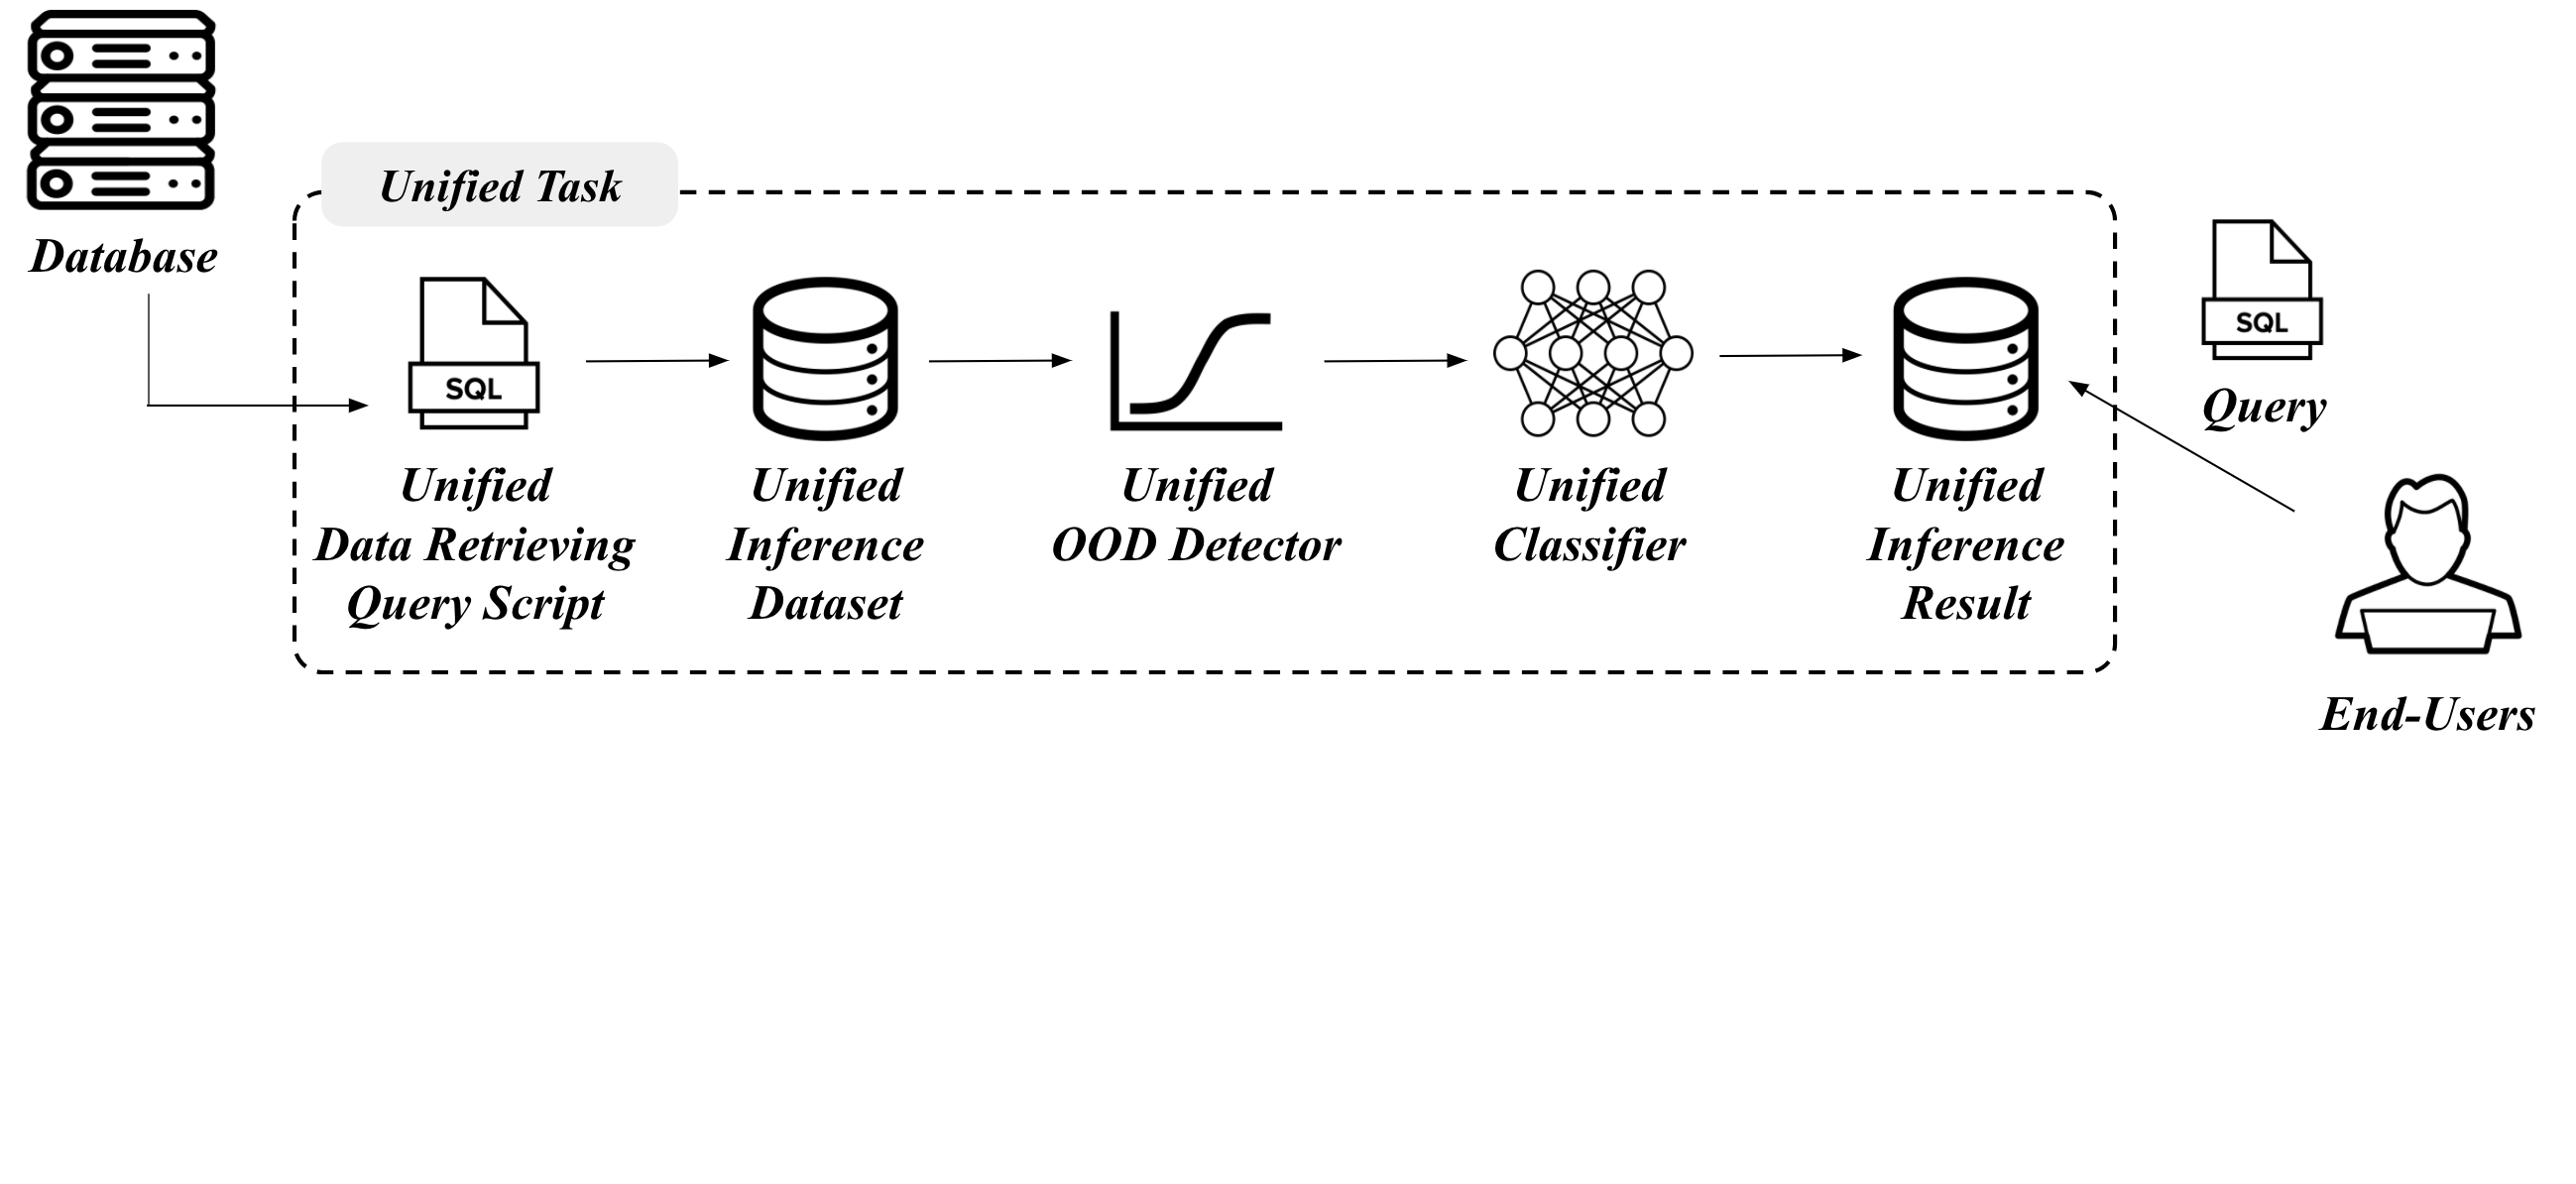 Database
Unified Task
SQL
Unified
Data Retrieving
Query Script
Unified
Inference
Dataset
Unified
OOD Detector
Unified
Classifier
Unified
Inference
Result
SQL
Query
End-Users